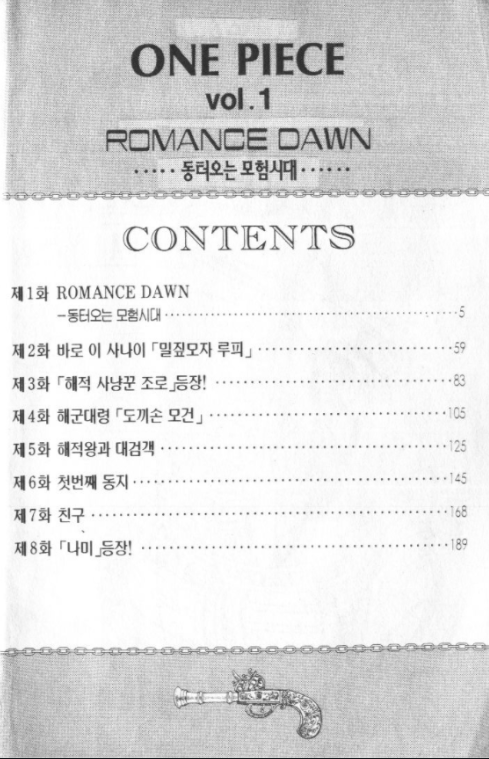 ONE PIECE
vol.1
ROMANCE DAWN
·····동터오는 모험시대······
CONTENTS
제1화 ROMANCE DAWN
-동터오는 모험시대·····5
제2화 바로 이 사나이「밀짚모자 루피」·····59
제3화「해적 사냥꾼 조로」등장!·····83
제4화 해군대령「도끼손 모건」·····105
제5화 해적왕과 대검객·····125
제6화 첫번째 동지·····145
제7화 친구·····168
제8화「나미」등장!·····189